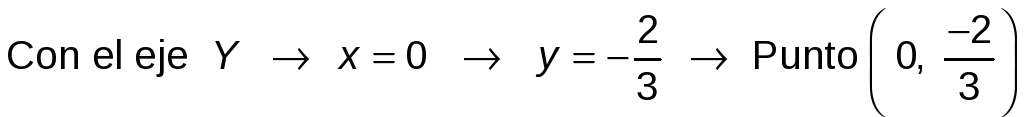 Con el eje Y → x = 0 → y = −2/3 → Punto (0, −2/3)